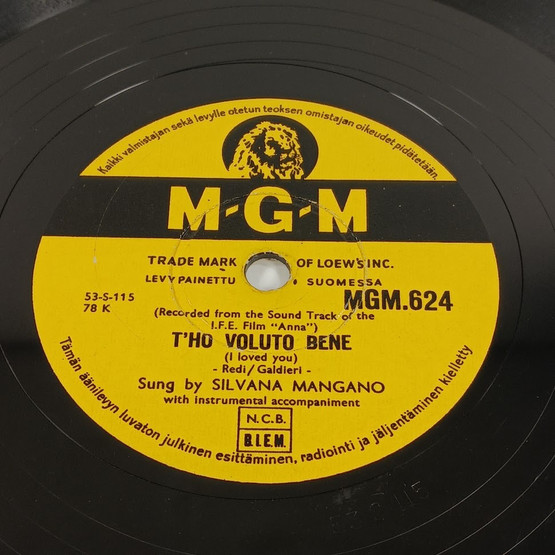 Kaikki valmistajan sekä levylle otetun teoksen omistajan oikeudet pidätetään.
M-G-M
TRADE MARK OF LOEW'S INC.
LEVY PAINETTU SUOMESSA
53-S-115
78 K
MGM.624
(Recorded from the Sound Track of the
I.F.E. Film "Anna")
T'HO VOLUTO BENE
(I loved you)
- Redi/Galdieri -
Sung by SILVANA MANGANO
with instrumental accompaniment
N.C.B.
B.I.E.M.
Tämän äänilevyn luvaton julkinen esittäminen, radiointi ja jäljentäminen kielletty